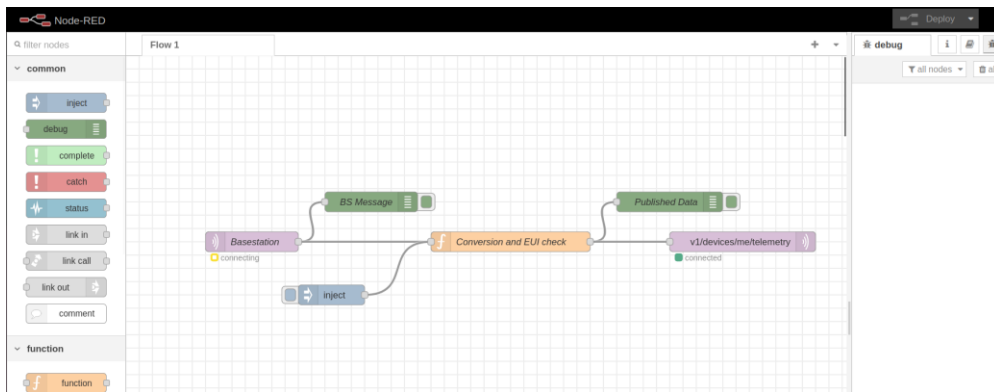 Node-RED
Deploy
filter nodes
Flow 1
debug
i
common
all nodes
al
inject
debug
complete
catch
status
link in
link call
link out
comment
function
function
BS Message
Published Data
Basestation
Conversion and EUI check
v1/devices/me/telemetry
connecting
connected
inject